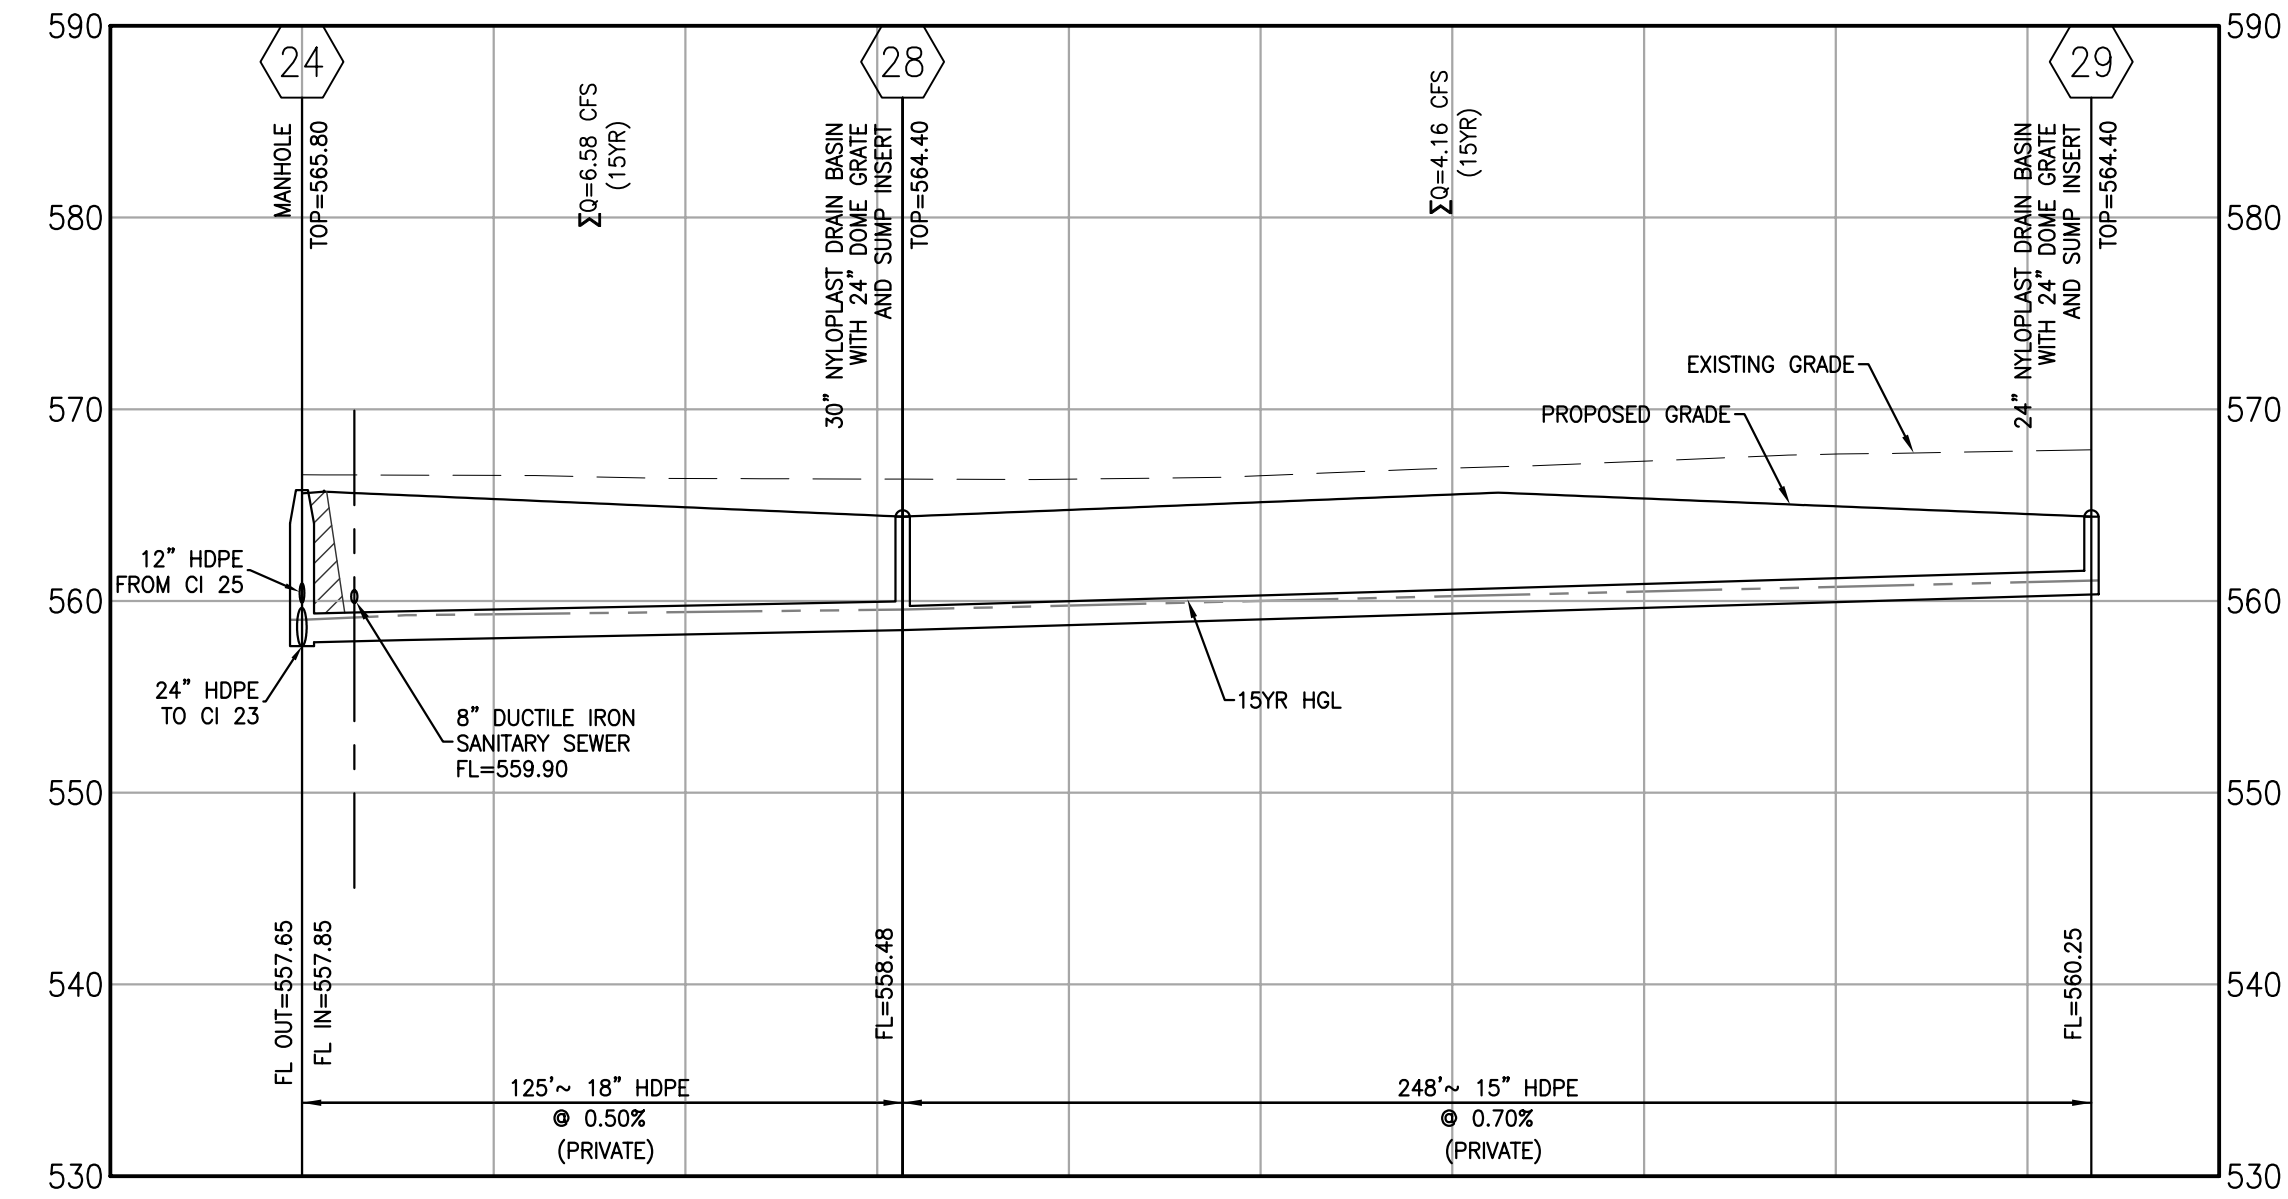 590
580
570
560
550
540
530
24
28
29
MANHOLE
TOP=565.80
ΣQ=6.58 CFS
(15YR)
30" NYLOPLAST DRAIN BASIN
WITH 24" DOME GRATE
AND SUMP INSERT
TOP=564.40
ΣQ=4.16 CFS
(15YR)
24" NYLOPLAST DRAIN BASIN
WITH 24" DOME GRATE
AND SUMP INSERT
TOP=564.40
EXISTING GRADE
PROPOSED GRADE
12" HDPE
FROM CI 25
24" HDPE
TO CI 23
8" DUCTILE IRON
SANITARY SEWER
FL=559.90
15YR HGL
FL OUT=557.65
FL IN=557.85
FL=558.48
FL=560.25
125'~ 18" HDPE
@ 0.50%
(PRIVATE)
248'~ 15" HDPE
@ 0.70%
(PRIVATE)
590
580
570
560
550
540
530